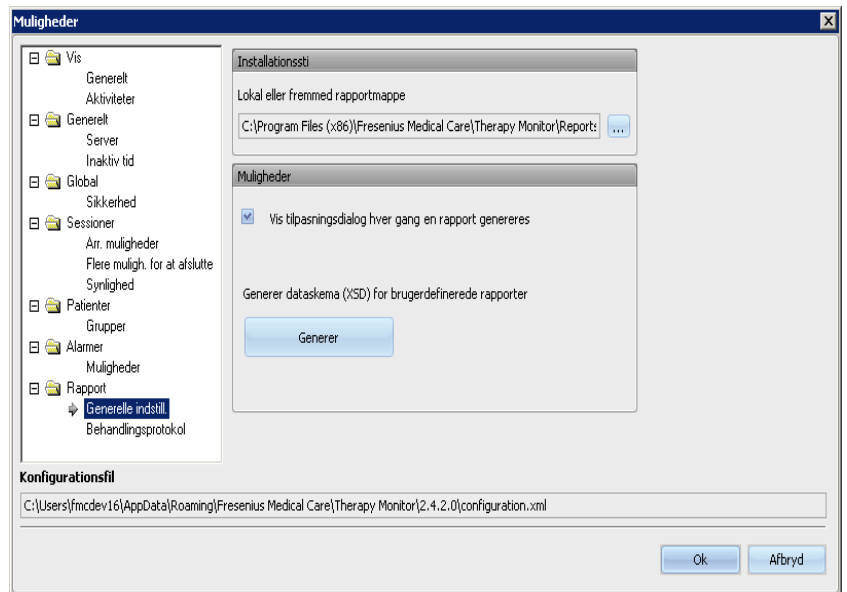 Muligheder
Vis
Generelt
Aktiviteter
Generelt
Server
Inaktiv tid
Global
Sikkerhed
Sessioner
Arr. muligheder
Flere muligh. for at afslutte
Synlighed
Patienter
Grupper
Alarmer
Muligheder
Rapport
Generelle indstill.
Behandlingsprotokol
Installationssti
Lokal eller fremmed rapportmappe
C:\Program Files (x86)\Fresenius Medical Care\Therapy Monitor\Reports
...
Muligheder
Vis tilpasningsdialog hver gang en rapport genereres
Generer dataskema (XSD) for brugerdefinerede rapporter
Generer
Konfigurationsfil
C:\Users\fmcdev16\AppData\Roaming\Fresenius Medical Care\Therapy Monitor\2.4.2.0\configuration.xml
Ok
Afbryd